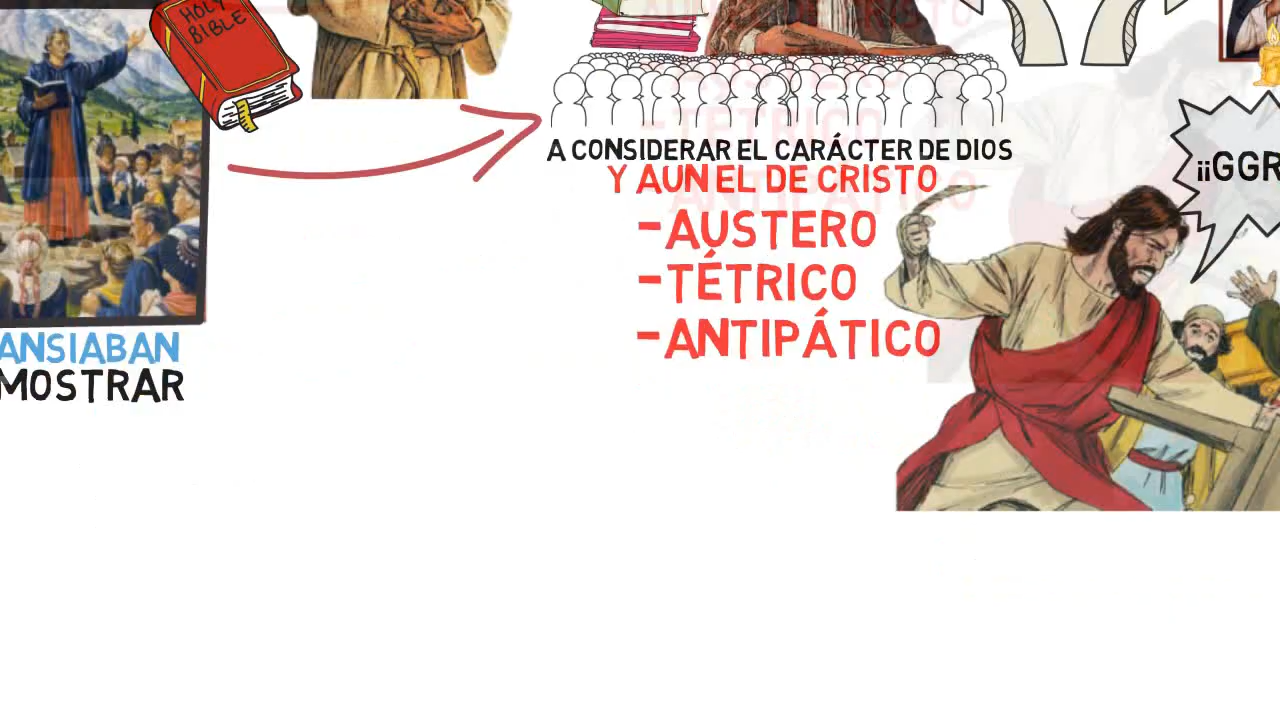 HOLY
BIBLE
A CONSIDERAR EL CARÁCTER DE DIOS
Y AUN EL DE CRISTO
-AUSTERO
-TÉTRICO
-ANTIPÁTICO
¡¡GGR
ANSIABAN
MOSTRAR